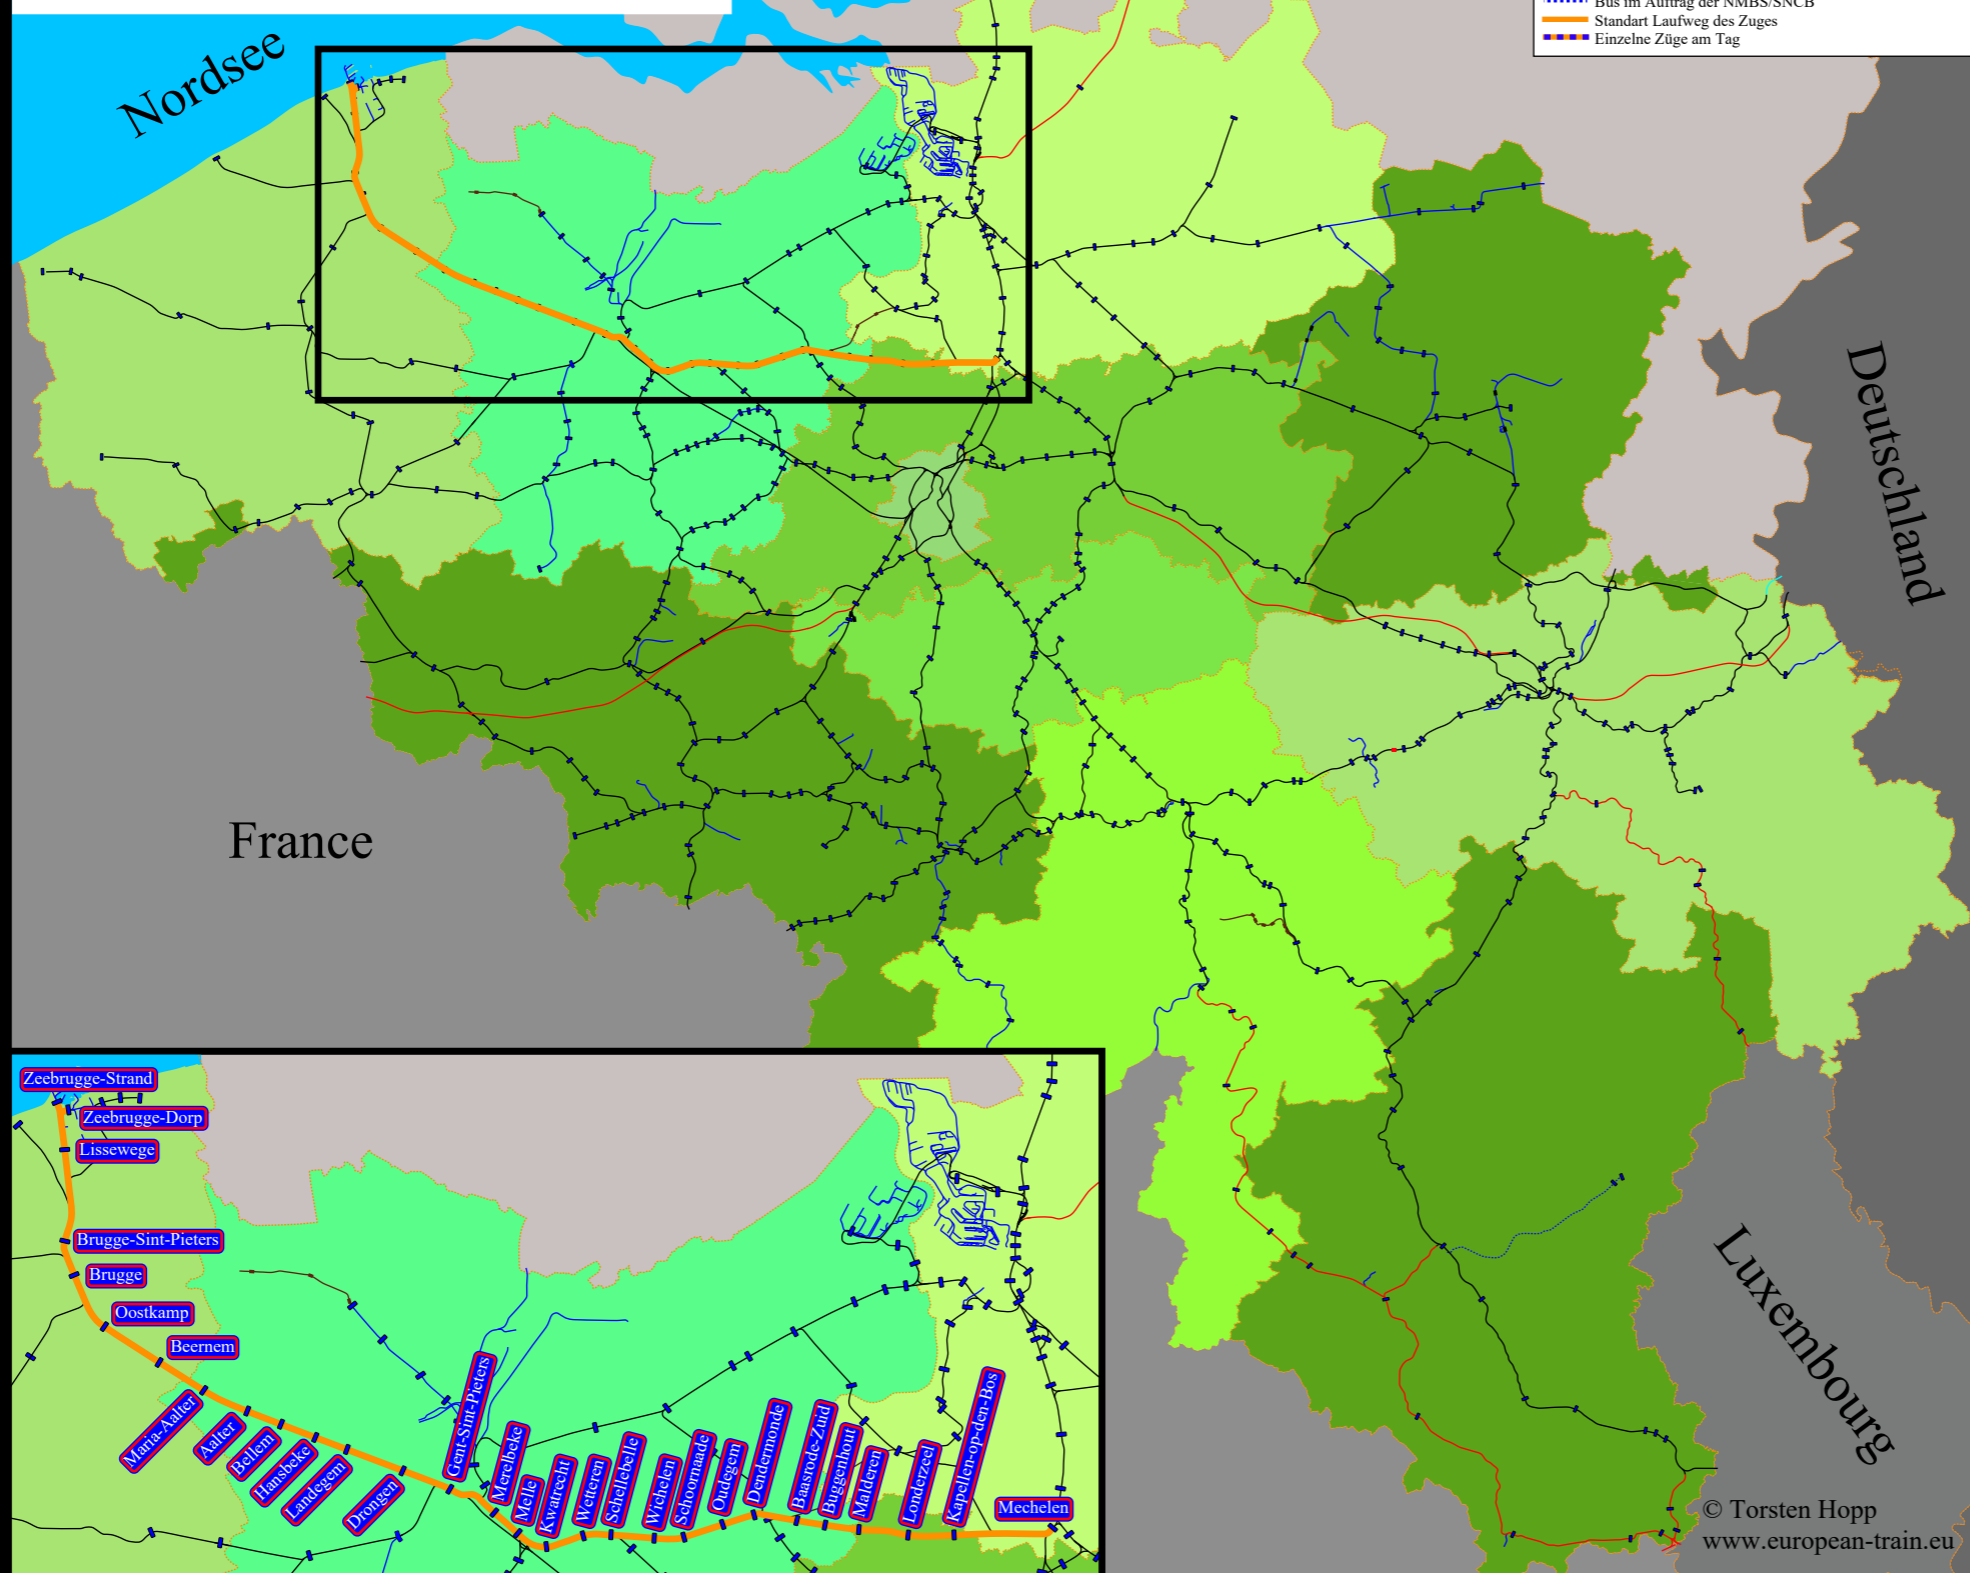 Bus im Auftrag der NMBS/SNCB
Standart Laufweg des Zuges
Einzelne Züge am Tag
Nordsee
Deutschland
France
Luxembourg
Zeebrugge-Strand
Zeebrugge-Dorp
Lissewege
Brugge-Sint-Pieters
Brugge
Oostkamp
Beernem
Maria-Aalter
Aalter
Bellem
Hansbeke
Landegem
Drongen
Gent-Sint-Pieters
Merelbeke
Melle
Kwatrecht
Wetteren
Schellebelle
Wichelen
Schoonaarde
Oudegem
Dendermonde
Baasrode-Zuid
Buggenhout
Malderen
Londerzeel
Kapellen-op-den-Bos
Mechelen
© Torsten Hopp
www.european-train.eu